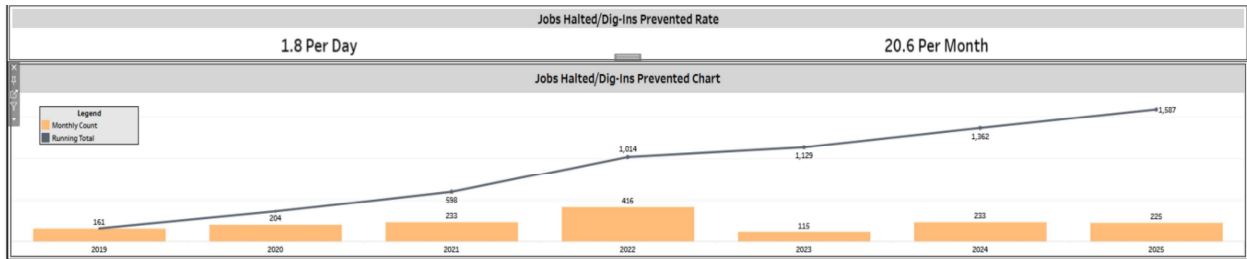 Jobs Halted/Dig-Ins Prevented Rate
1.8 Per Day
20.6 Per Month
Jobs Halted/Dig-Ins Prevented Chart
Legend
Monthly Count
Running Total
1,587
1,362
1,129
1,014
598
161
204
233
416
115
233
225
2019
2020
2021
2022
2023
2024
2025